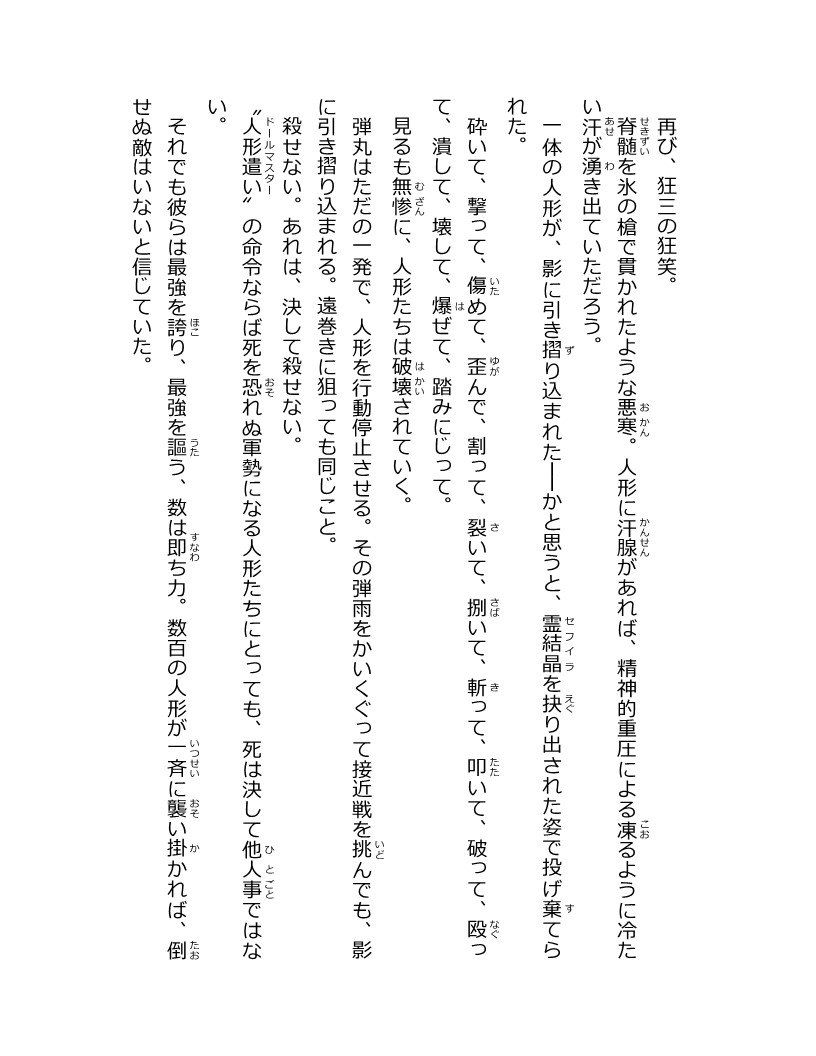 再び、狂三の狂笑。
脊髄を氷の槍で貫かれたような悪寒。人形に汗腺があれば、精神的重圧による凍るように冷た
い汗が湧き出ていただろう。
一体の人形が、影に引き摺り込まれた──かと思うと、霊結晶を抉り出された姿で投げ棄てら
れた。
砕いて、撃って、傷めて、歪んで、割って、裂いて、捌いて、斬って、叩いて、破って、殴っ
て、潰して、壊して、爆ぜて、踏みにじって。
見るも無惨に、人形たちは破壊されていく。
弾丸はただの一発で、人形を行動停止させる。その弾雨をかいくぐって接近戦を挑んでも、影
に引き摺り込まれる。遠巻きに狙っても同じこと。
殺せない。あれは、決して殺せない。
〝人形遣い〟の命令ならば死を恐れぬ軍勢になる人形たちにとっても、死は決して他人事ではな
い。
それでも彼らは最強を誇り、最強を謳う、数は即ち力。数百の人形が一斉に襲い掛かれば、倒
せぬ敵はいないと信じていた。